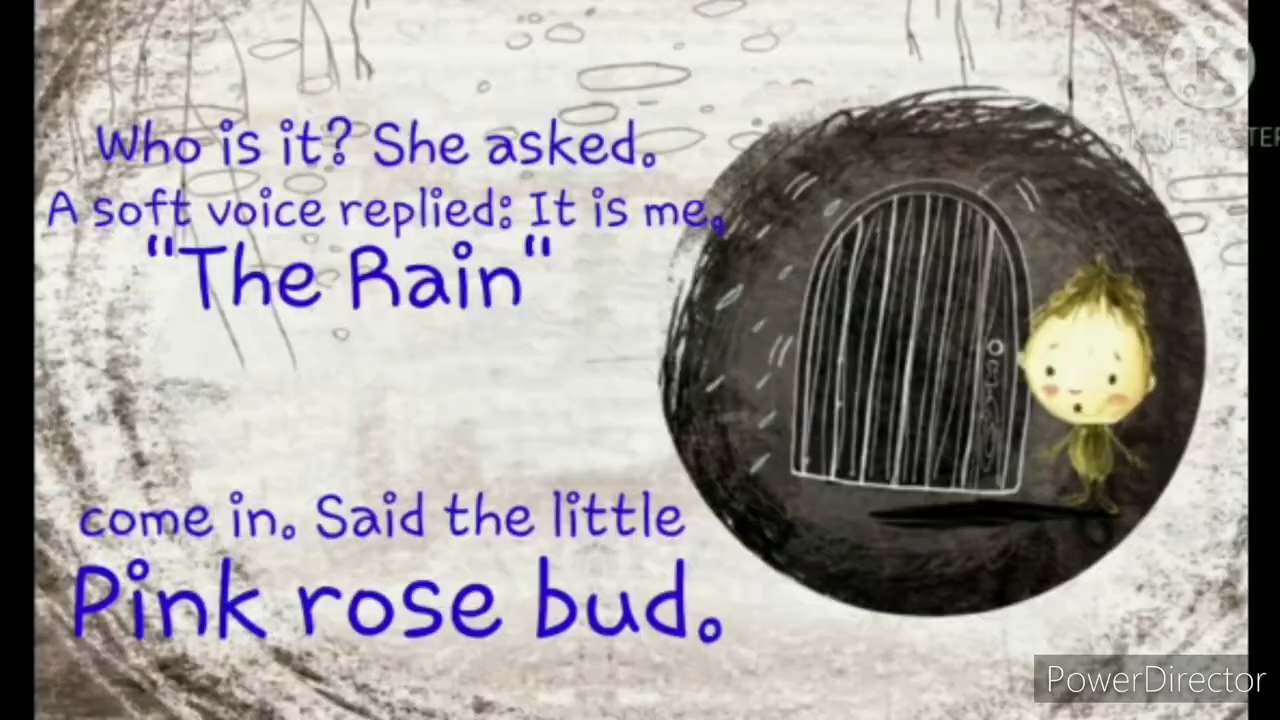 Who is it? She asked.
A soft voice replied: It is me,
"The Rain"
come in. Said the little
Pink rose bud.
PowerDirector